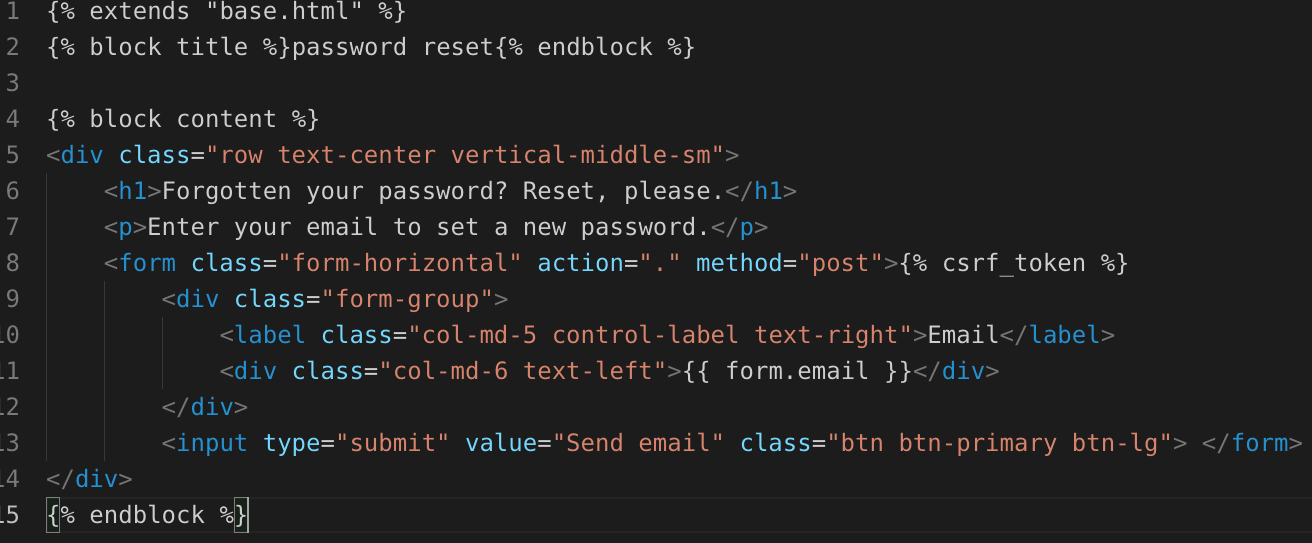 1 {% extends "base.html" %}
2 {% block title %}password reset{% endblock %}
3
4 {% block content %}
5 <div class="row text-center vertical-middle-sm">
6     <h1>Forgotten your password? Reset, please.</h1>
7     <p>Enter your email to set a new password.</p>
8     <form class="form-horizontal" action="." method="post">{% csrf_token %}
9         <div class="form-group">
10             <label class="col-md-5 control-label text-right">Email</label>
11             <div class="col-md-6 text-left">{{ form.email }}</div>
12         </div>
13         <input type="submit" value="Send email" class="btn btn-primary btn-lg"> </form>
14 </div>
15 {% endblock %}